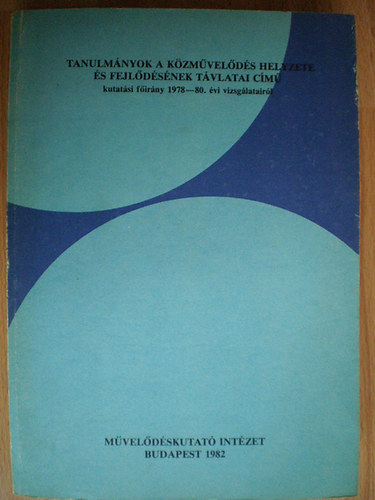 TANULMÁNYOK A KÖZMŰVELŐDÉS HELYZETE
ÉS FEJLŐDÉSÉNEK TÁVLATAI CÍMŰ
kutatási főirány 1978—80. évi vizsgálatairól
MŰVELŐDÉSKUTATÓ INTÉZET
BUDAPEST 1982